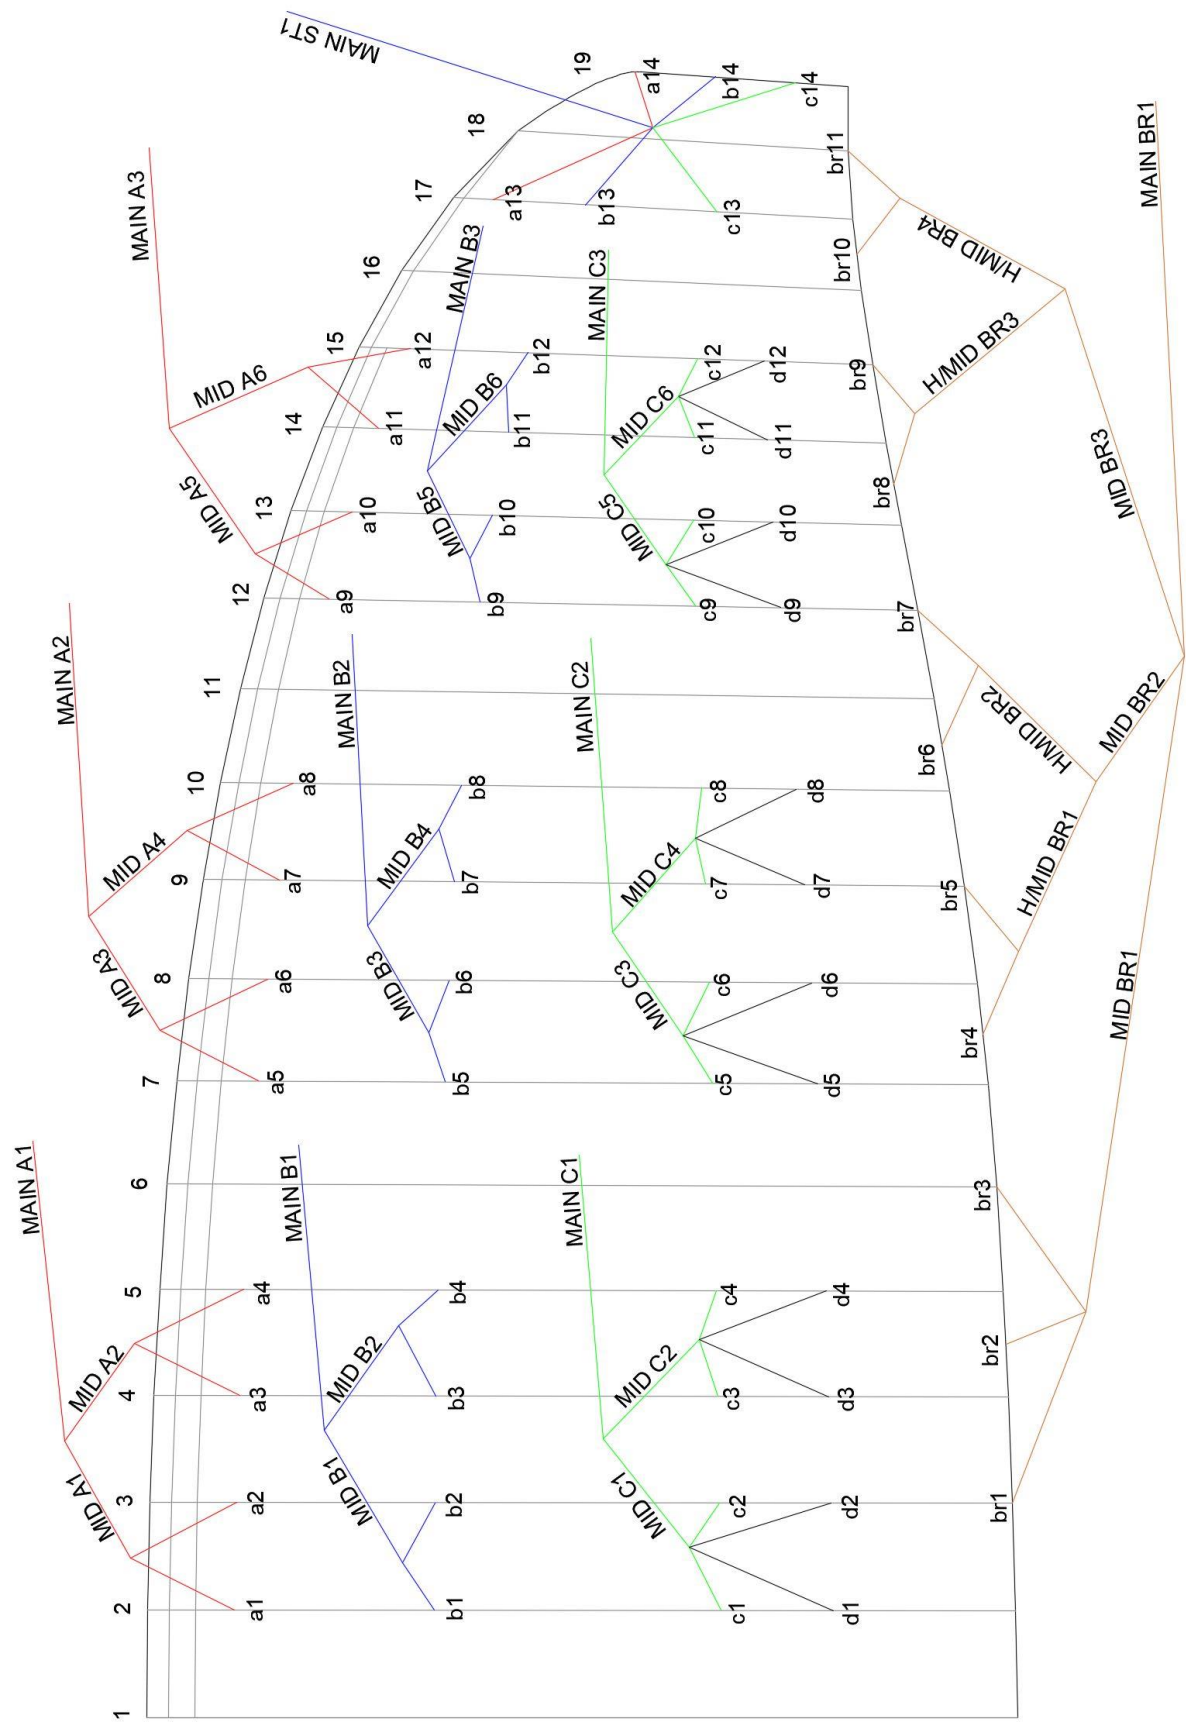 MAIN ST1
19
a14
b14
c14
18
MAIN A3
MAIN BR1
br11
17
a13
b13
c13
MAIN B3
16
MAIN C3
br10
H/MID BR4
15
a12
b12
c12
d12
br9
H/MID BR3
MID A6
MID B6
MID C6
14
a11
b11
c11
d11
br8
MID BR3
MID A5
MID B5
MID C5
13
a10
b10
c10
d10
12
a9
b9
c9
d9
br7
MAIN A2
MAIN B2
MAIN C2
11
H/MID BR2
MID BR2
br6
10
a8
b8
c8
d8
MID A4
MID B4
MID C4
9
a7
b7
c7
d7
br5
H/MID BR1
MID A3
MID B3
MID C3
8
a6
b6
c6
d6
MID BR1
br4
7
a5
b5
c5
d5
MAIN A1
MAIN B1
MAIN C1
6
br3
5
a4
b4
c4
d4
br2
MID A2
MID B2
MID C2
4
a3
b3
c3
d3
MID A1
MID B1
MID C1
3
a2
b2
c2
d2
br1
2
a1
b1
c1
d1
1